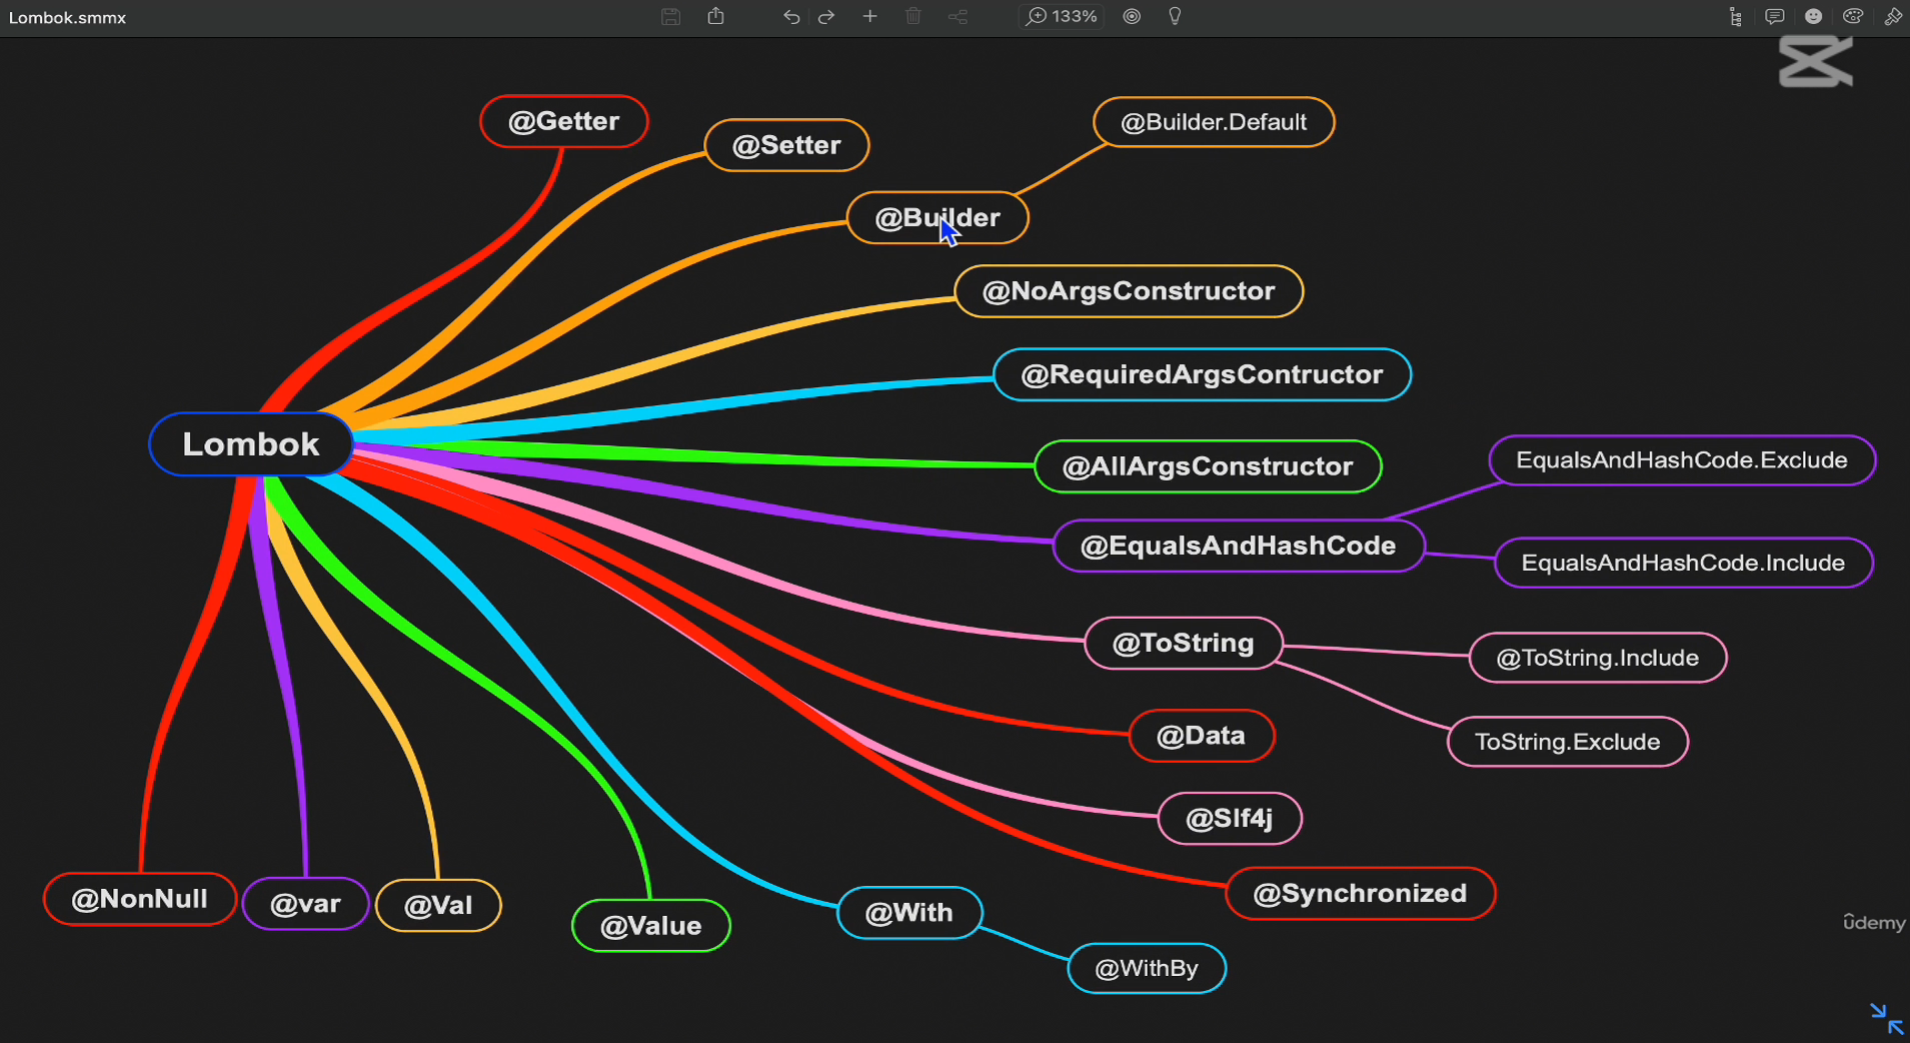 Lombok.smmx
133%
@Getter
@Setter
@Builder
@Builder.Default
@NoArgsConstructor
@RequiredArgsContructor
Lombok
@AllArgsConstructor
@EqualsAndHashCode
EqualsAndHashCode.Exclude
EqualsAndHashCode.Include
@ToString
@ToString.Include
ToString.Exclude
@Data
@Slf4j
@Synchronized
@NonNull
@var
@Val
@Value
@With
@WithBy
ûdemy